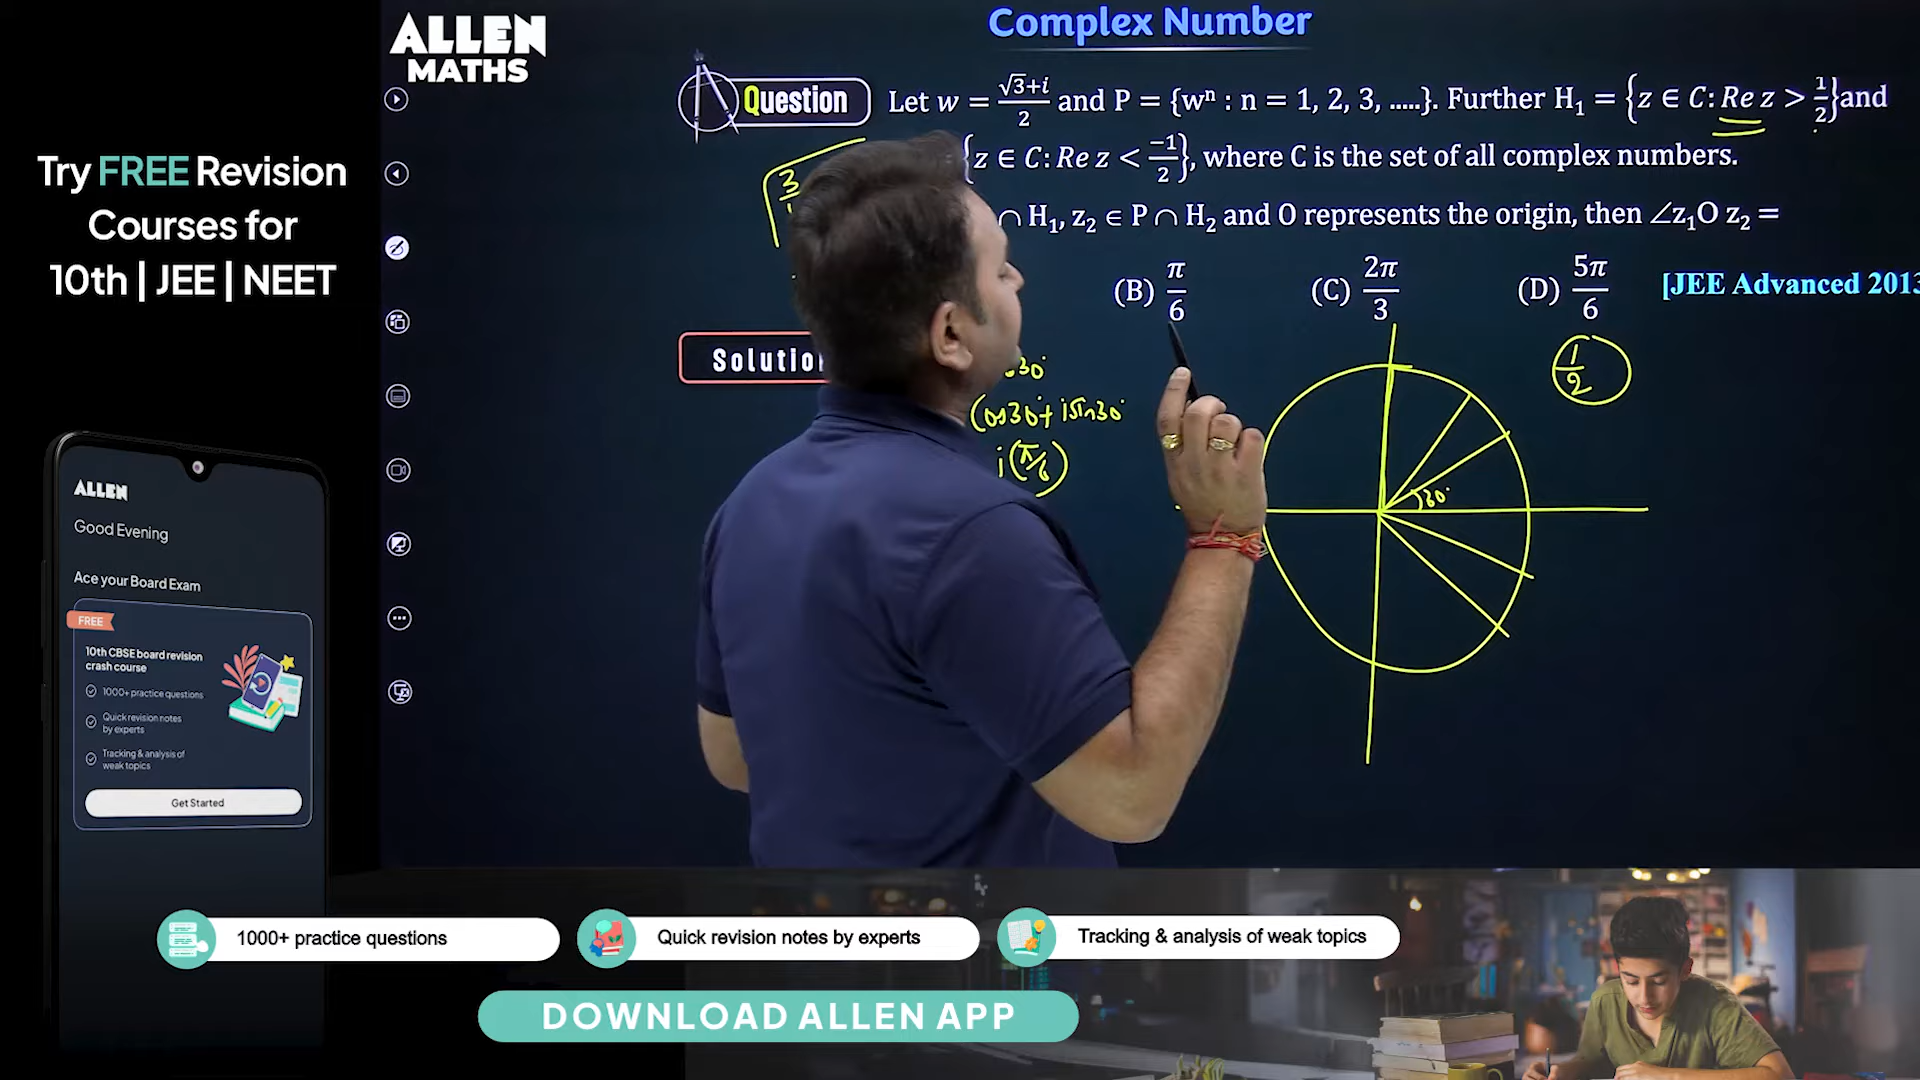 Complex Number
ALLEN
MATHS
Question
Let w = (√3+i)/2 and P = {wⁿ : n = 1, 2, 3, .....}. Further H₁ = {z ∈ C: Re z > 1/2} and
{z ∈ C: Re z < −1/2}, where C is the set of all complex numbers.
∩ H₁, z₂ ∈ P ∩ H₂ and O represents the origin, then ∠z₁O z₂ =
(B) π/6 (C) 2π/3 (D) 5π/6 [JEE Advanced 2013
Solution
30°
(cos30°+ isin30°
i(π/6)
30°
1/2
3
Try FREE Revision
Courses for
10th | JEE | NEET
ALLEN
Good Evening
Ace your Board Exam
FREE
10th CBSE board revision
crash course
1000+ practice questions
Quick revision notes
by experts
Tracking & analysis of
weak topics
Get Started
1000+ practice questions
Quick revision notes by experts
Tracking & analysis of weak topics
DOWNLOAD ALLEN APP